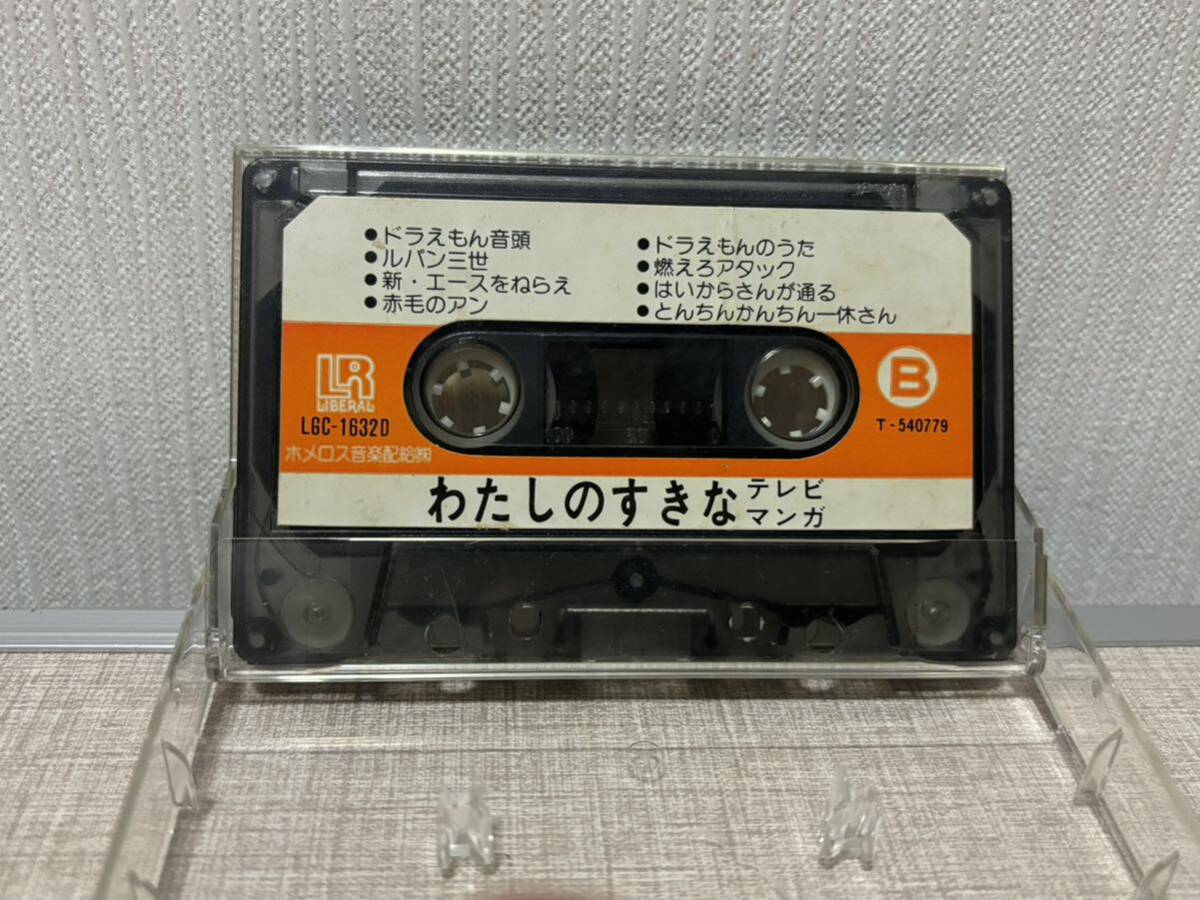 ●ドラえもん音頭
●ルパン三世
●新・エースをねらえ
●赤毛のアン
●ドラえもんのうた
●燃えろアタック
●はいからさんが通る
●とんちんかんちん一休さん
LR
LIBERAL
LGC-1632D
B
T-540779
ホメロス音楽配給㈱
わたしのすきなテレビ
マンガ